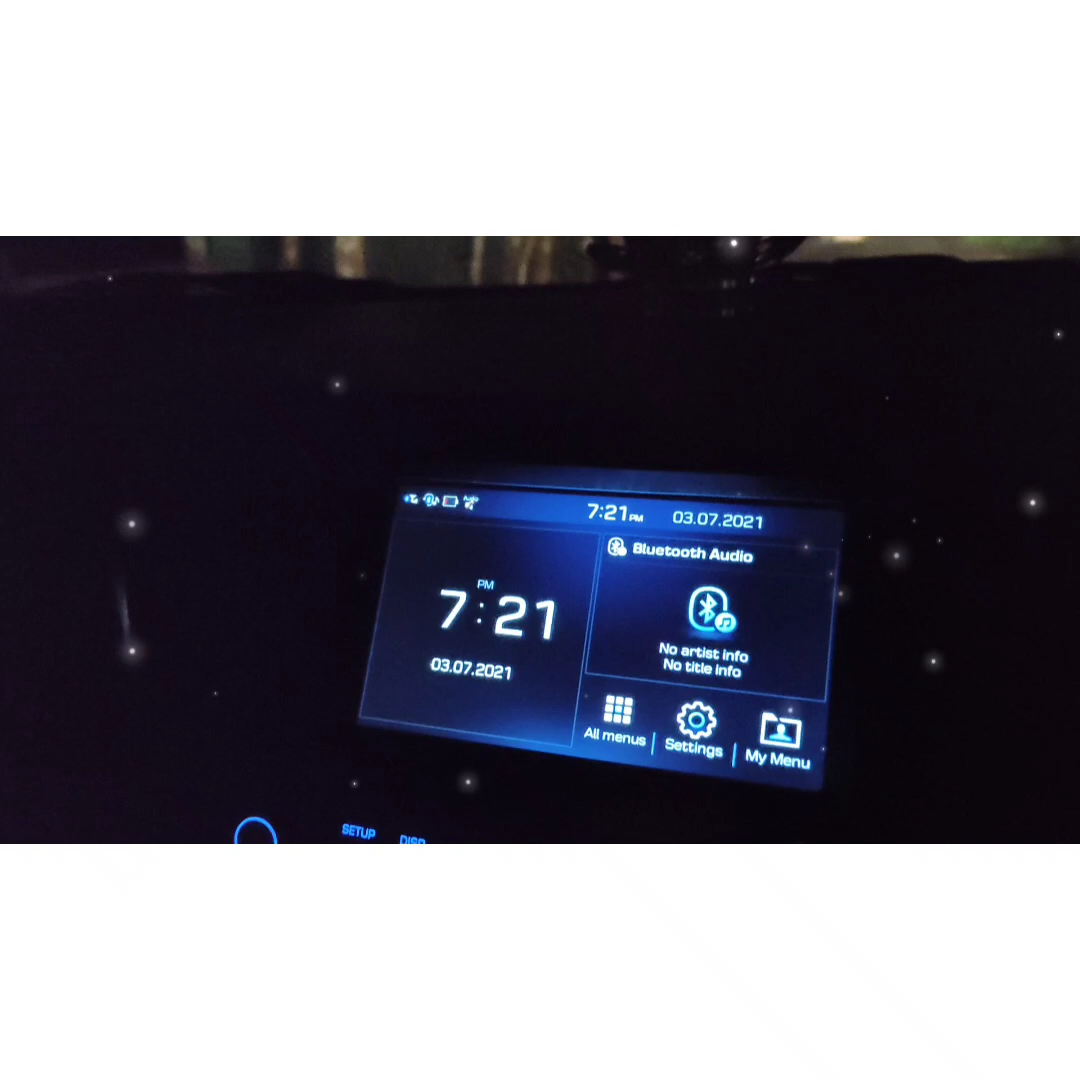 7:21 PM 03.07.2021
PM
7:21
03.07.2021
Bluetooth Audio
No artist info
No title info
All menus
Settings
My Menu
SETUP
DISP